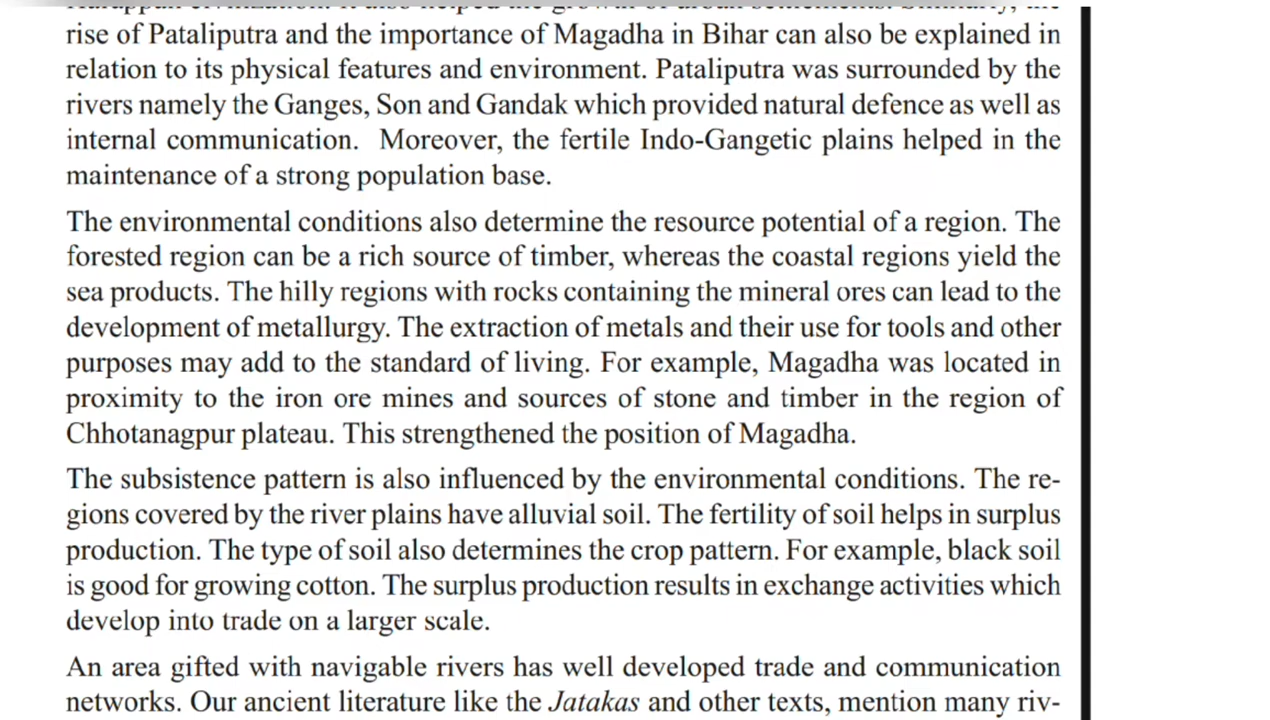 rise of Pataliputra and the importance of Magadha in Bihar can also be explained in
relation to its physical features and environment. Pataliputra was surrounded by the
rivers namely the Ganges, Son and Gandak which provided natural defence as well as
internal communication.  Moreover, the fertile Indo-Gangetic plains helped in the
maintenance of a strong population base.
The environmental conditions also determine the resource potential of a region. The
forested region can be a rich source of timber, whereas the coastal regions yield the
sea products. The hilly regions with rocks containing the mineral ores can lead to the
development of metallurgy. The extraction of metals and their use for tools and other
purposes may add to the standard of living. For example, Magadha was located in
proximity to the iron ore mines and sources of stone and timber in the region of
Chhotanagpur plateau. This strengthened the position of Magadha.
The subsistence pattern is also influenced by the environmental conditions. The re-
gions covered by the river plains have alluvial soil. The fertility of soil helps in surplus
production. The type of soil also determines the crop pattern. For example, black soil
is good for growing cotton. The surplus production results in exchange activities which
develop into trade on a larger scale.
An area gifted with navigable rivers has well developed trade and communication
networks. Our ancient literature like the Jatakas and other texts, mention many riv-